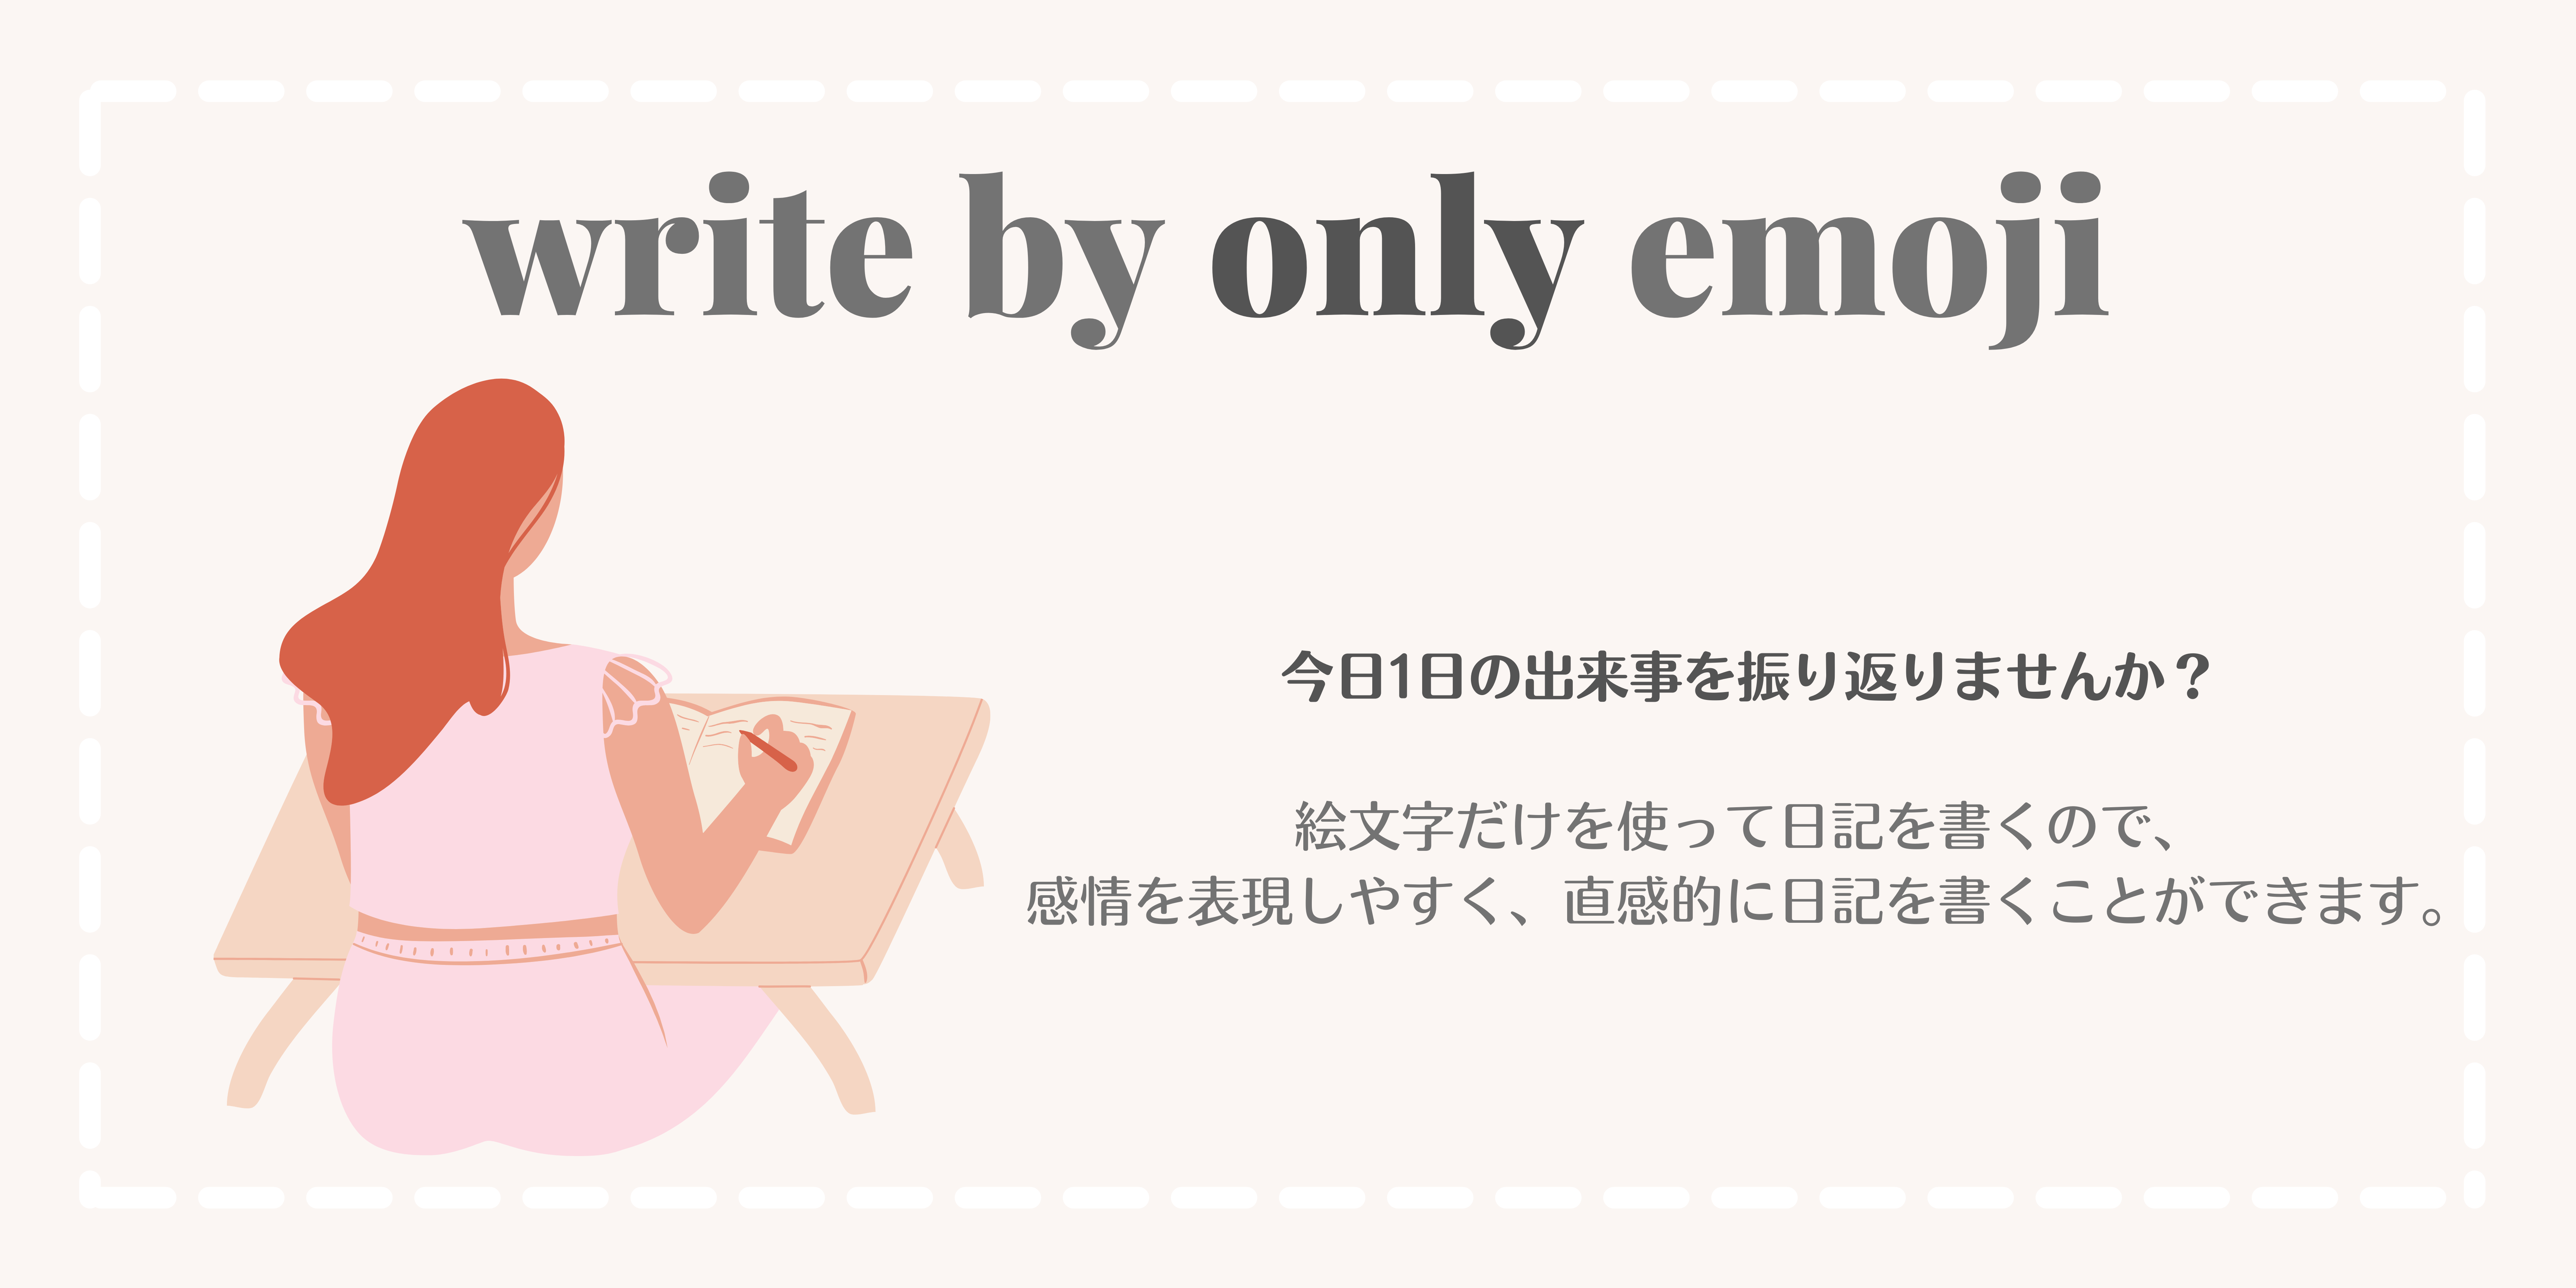 write by only emoji
今日1日の出来事を振り返りませんか？
絵文字だけを使って日記を書くので、
感情を表現しやすく、直感的に日記を書くことができます。